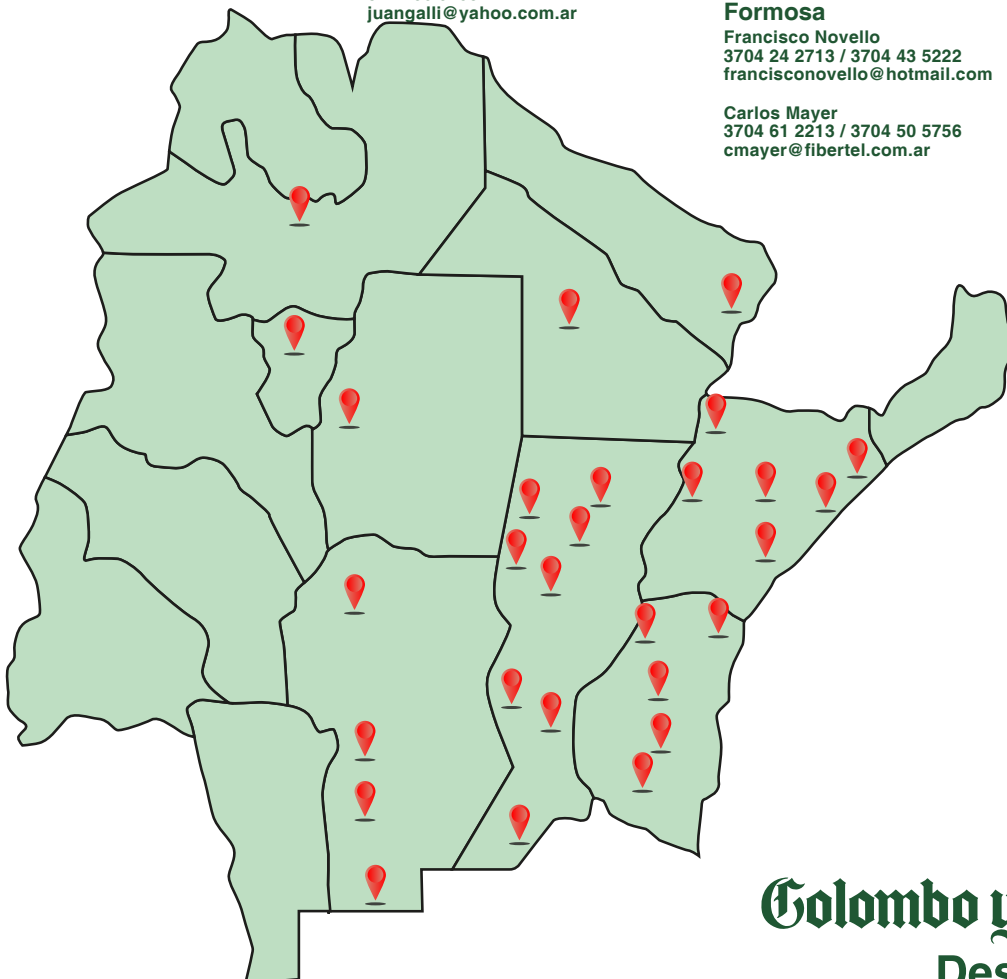 juangalli@yahoo.com.ar
Formosa
Francisco Novello
3704 24 2713 / 3704 43 5222
francisconovello@hotmail.com
Carlos Mayer
3704 61 2213 / 3704 50 5756
cmayer@fibertel.com.ar
Colombo y
Des